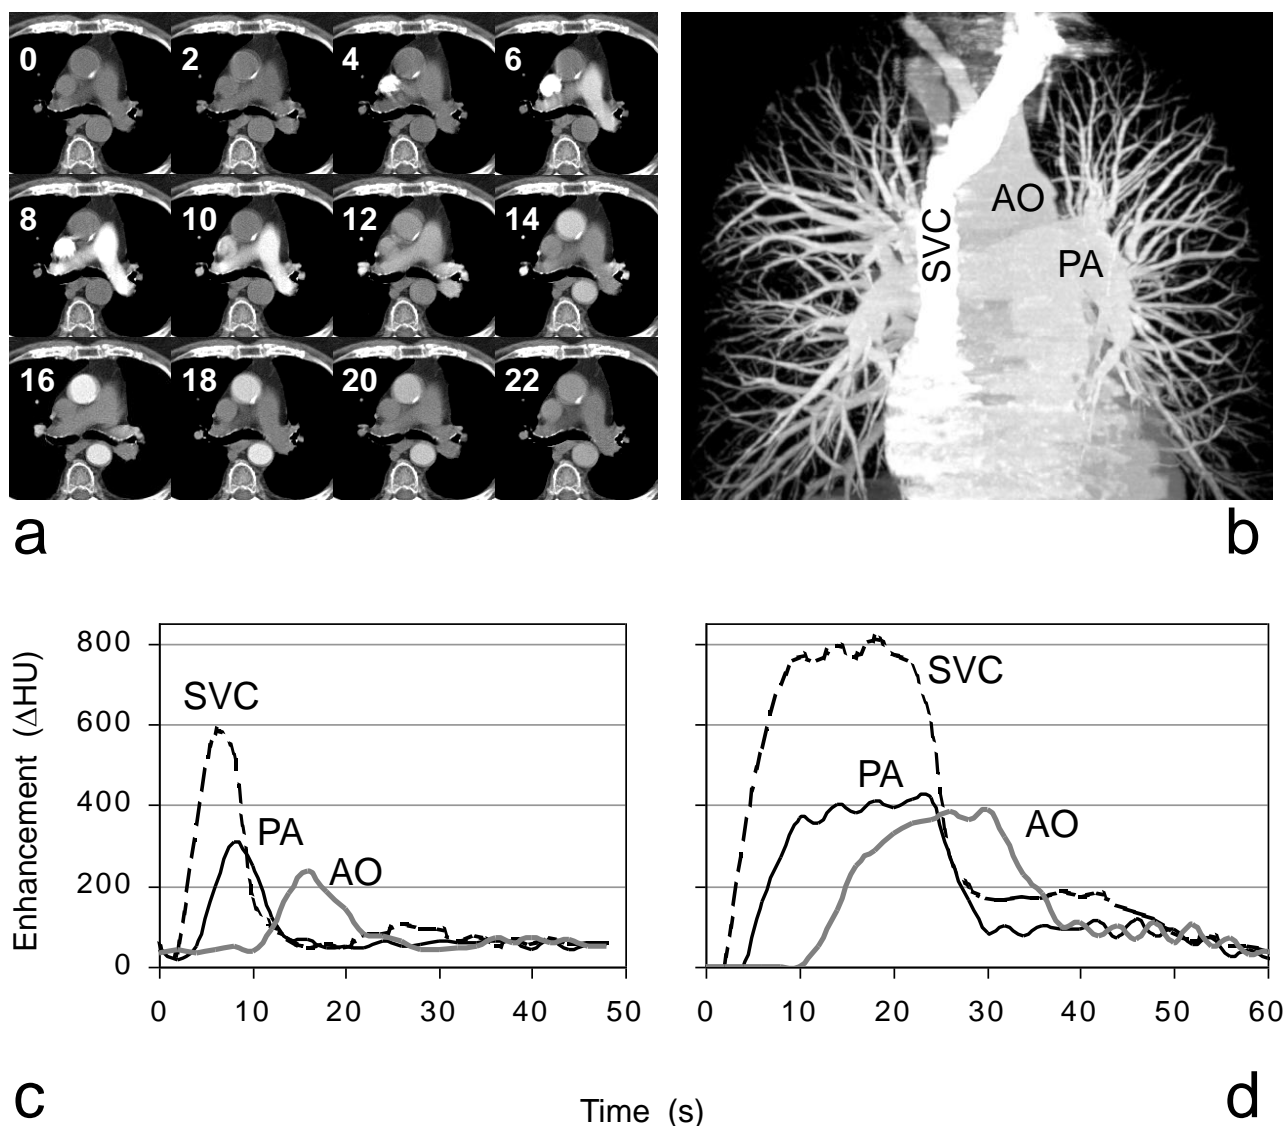 0 2 4 6
8 10 12 14
16 18 20 22
a
SVC
AO
PA
b
Enhancement (ΔHU)
800
600
400
200
0
SVC
PA
AO
0 10 20 30 40 50
c
SVC
PA
AO
0 10 20 30 40 50 60
d
Time (s)